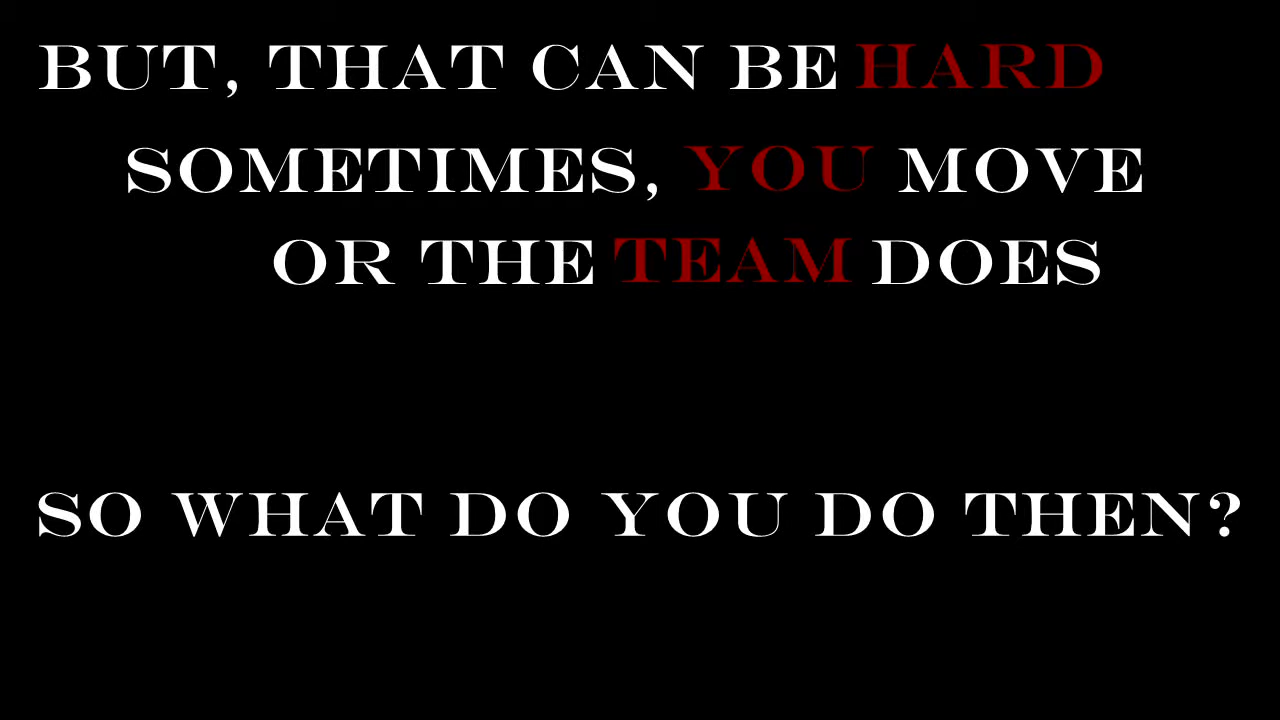 BUT, THAT CAN BE HARD
SOMETIMES, YOU MOVE
OR THE TEAM DOES
SO WHAT DO YOU DO THEN?